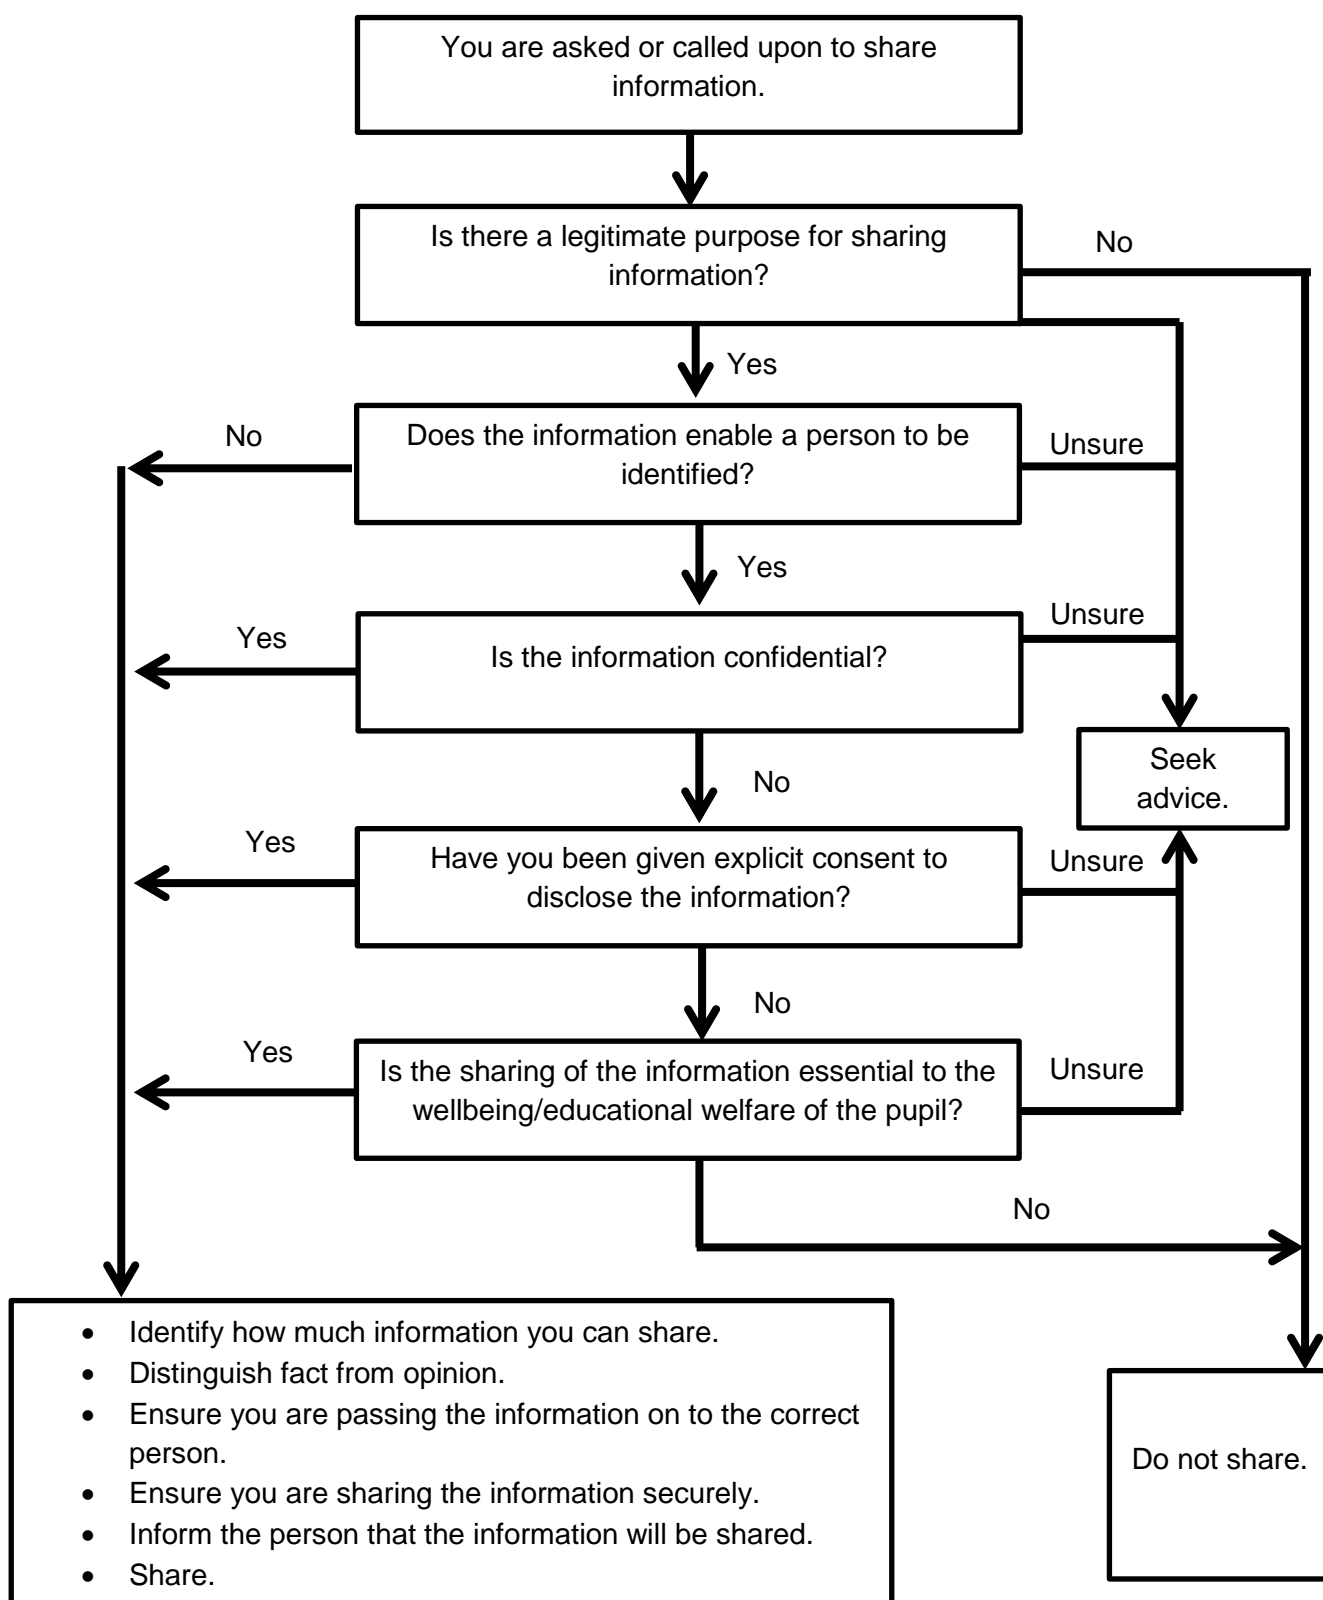 You are asked or called upon to share
information.
Is there a legitimate purpose for sharing
information?
No
Yes
No
Does the information enable a person to be
identified?
Unsure
Yes
Yes
Is the information confidential?
Unsure
No
Seek
advice.
Yes
Have you been given explicit consent to
disclose the information?
Unsure
No
Yes
Is the sharing of the information essential to the
wellbeing/educational welfare of the pupil?
Unsure
No
• Identify how much information you can share.
• Distinguish fact from opinion.
• Ensure you are passing the information on to the correct
person.
• Ensure you are sharing the information securely.
• Inform the person that the information will be shared.
• Share.
Do not share.